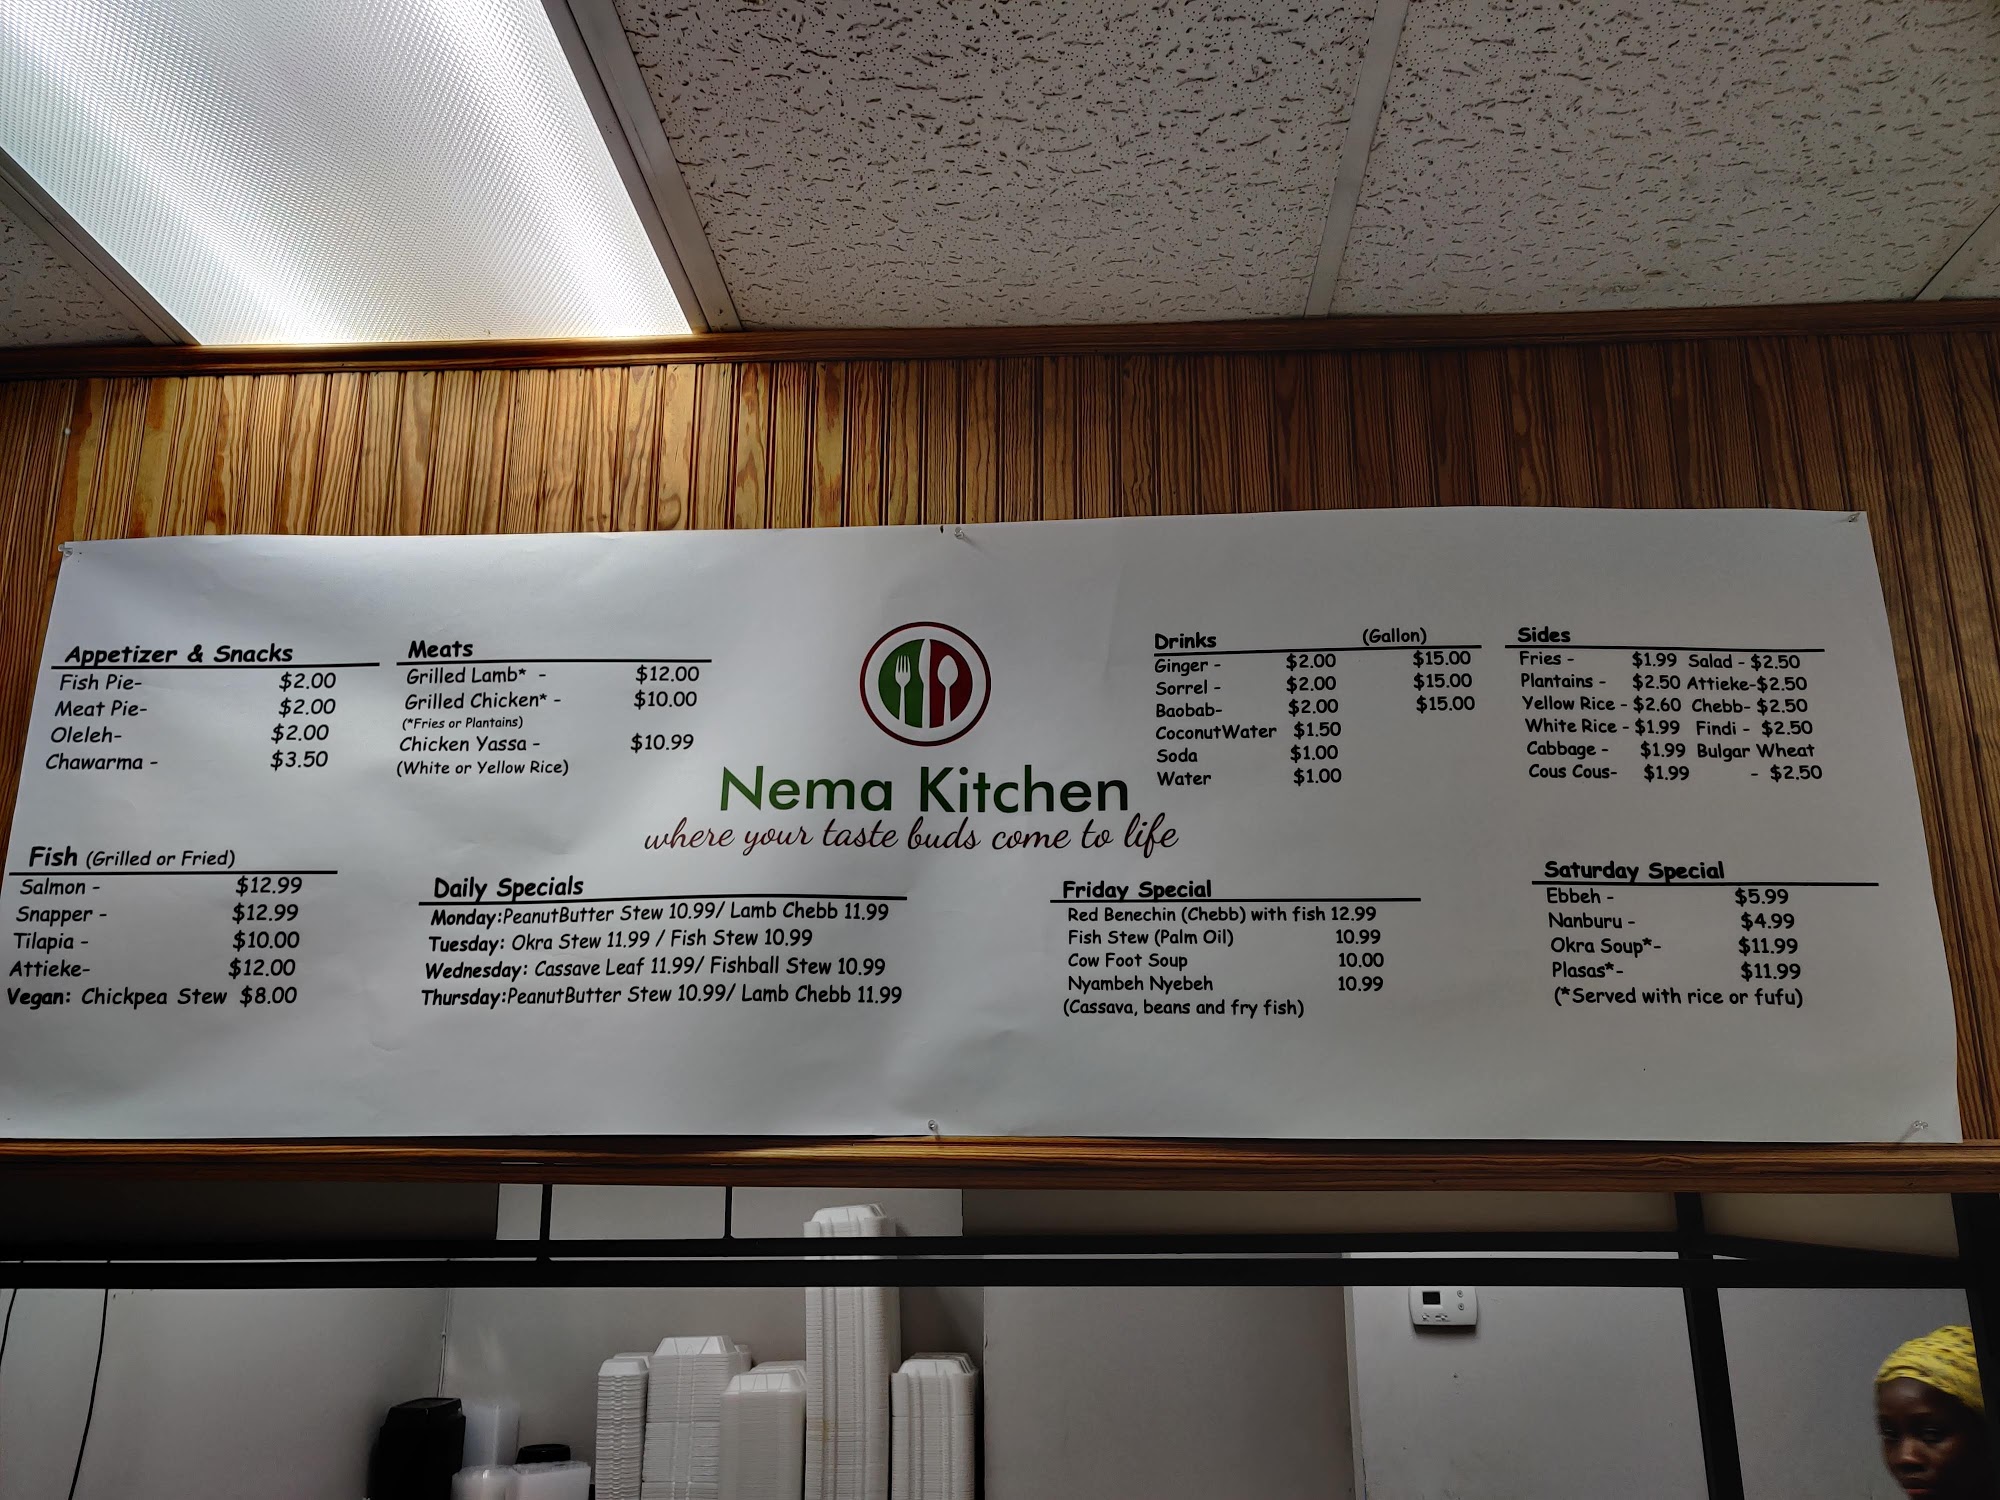 Appetizer & Snacks
Fish Pie- $2.00
Meat Pie- $2.00
Oleleh- $2.00
Chawarma - $3.50
Meats
Grilled Lamb* - $12.00
Grilled Chicken* - $10.00
(*Fries or Plantains)
Chicken Yassa - $10.99
(White or Yellow Rice)
Nema Kitchen
where your taste buds come to life
Drinks (Gallon)
Ginger - $2.00 $15.00
Sorrel - $2.00 $15.00
Baobab- $2.00 $15.00
CoconutWater $1.50
Soda $1.00
Water $1.00
Sides
Fries - $1.99 Salad - $2.50
Plantains - $2.50 Attieke-$2.50
Yellow Rice - $2.60 Chebb- $2.50
White Rice - $1.99 Findi - $2.50
Cabbage - $1.99 Bulgar Wheat
Cous Cous- $1.99 - $2.50
Fish (Grilled or Fried)
Salmon - $12.99
Snapper - $12.99
Tilapia - $10.00
Attieke- $12.00
Vegan: Chickpea Stew $8.00
Daily Specials
Monday:PeanutButter Stew 10.99/ Lamb Chebb 11.99
Tuesday: Okra Stew 11.99 / Fish Stew 10.99
Wednesday: Cassave Leaf 11.99/ Fishball Stew 10.99
Thursday:PeanutButter Stew 10.99/ Lamb Chebb 11.99
Friday Special
Red Benechin (Chebb) with fish 12.99
Fish Stew (Palm Oil) 10.99
Cow Foot Soup 10.00
Nyambeh Nyebeh 10.99
(Cassava, beans and fry fish)
Saturday Special
Ebbeh - $5.99
Nanburu - $4.99
Okra Soup*- $11.99
Plasas*- $11.99
(*Served with rice or fufu)